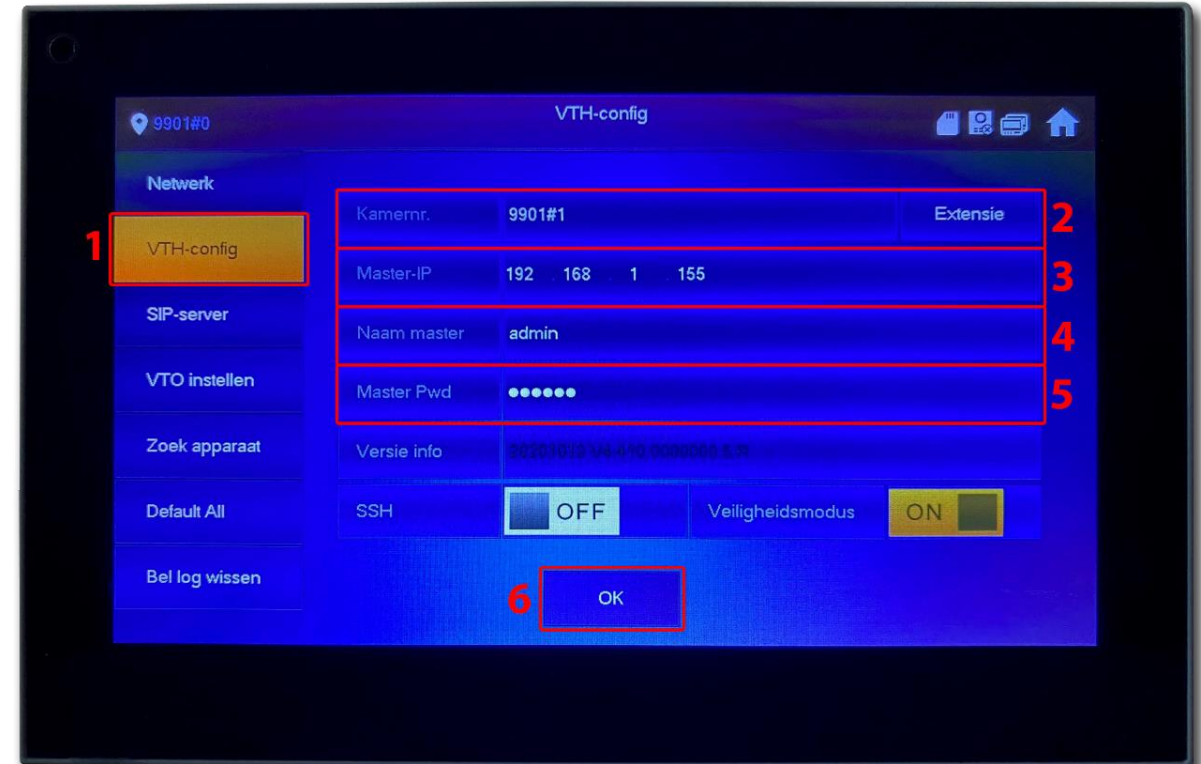 9901#0
VTH-config
Netwerk
1 VTH-config
SIP-server
VTO instellen
Zoek apparaat
Default All
Bel log wissen
Kamernr. 9901#1 Extensie 2
Master-IP 192 . 168 . 1 . 155 3
Naam master admin 4
Master Pwd •••••• 5
Versie info
SSH OFF Veiligheidsmodus ON
6 OK